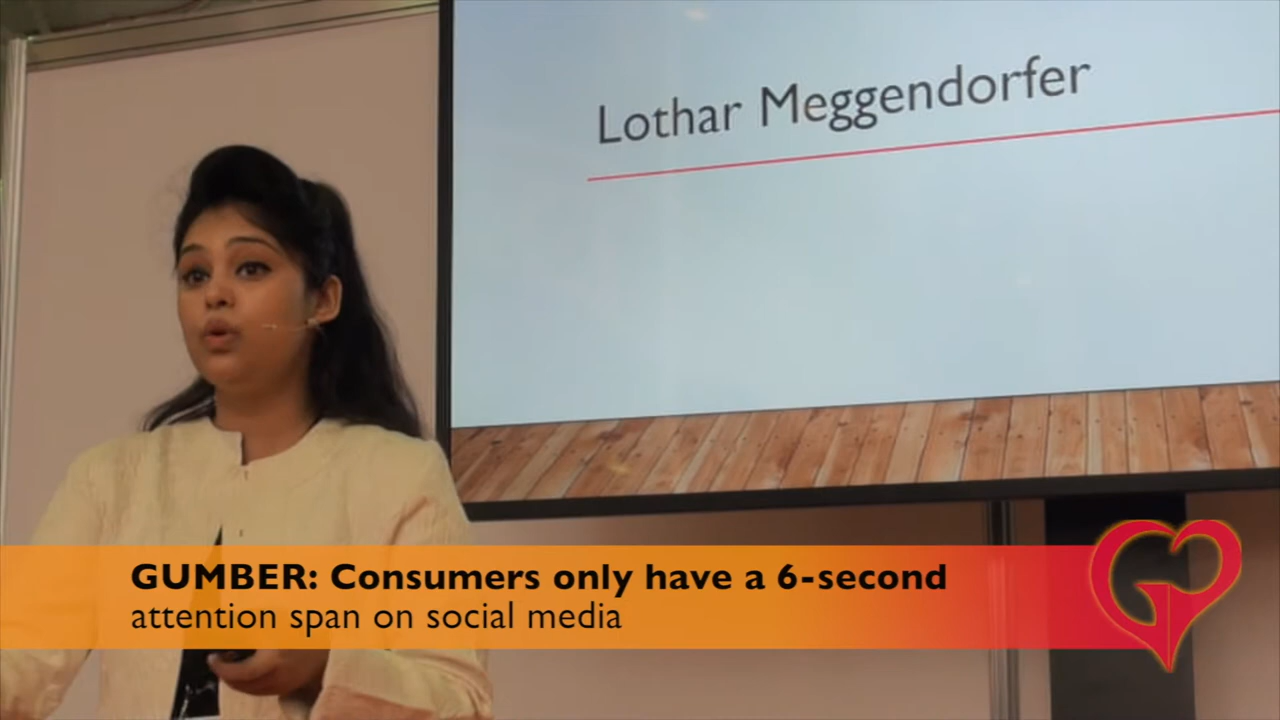 Lothar Meggendorfer
GUMBER: Consumers only have a 6-second
attention span on social media